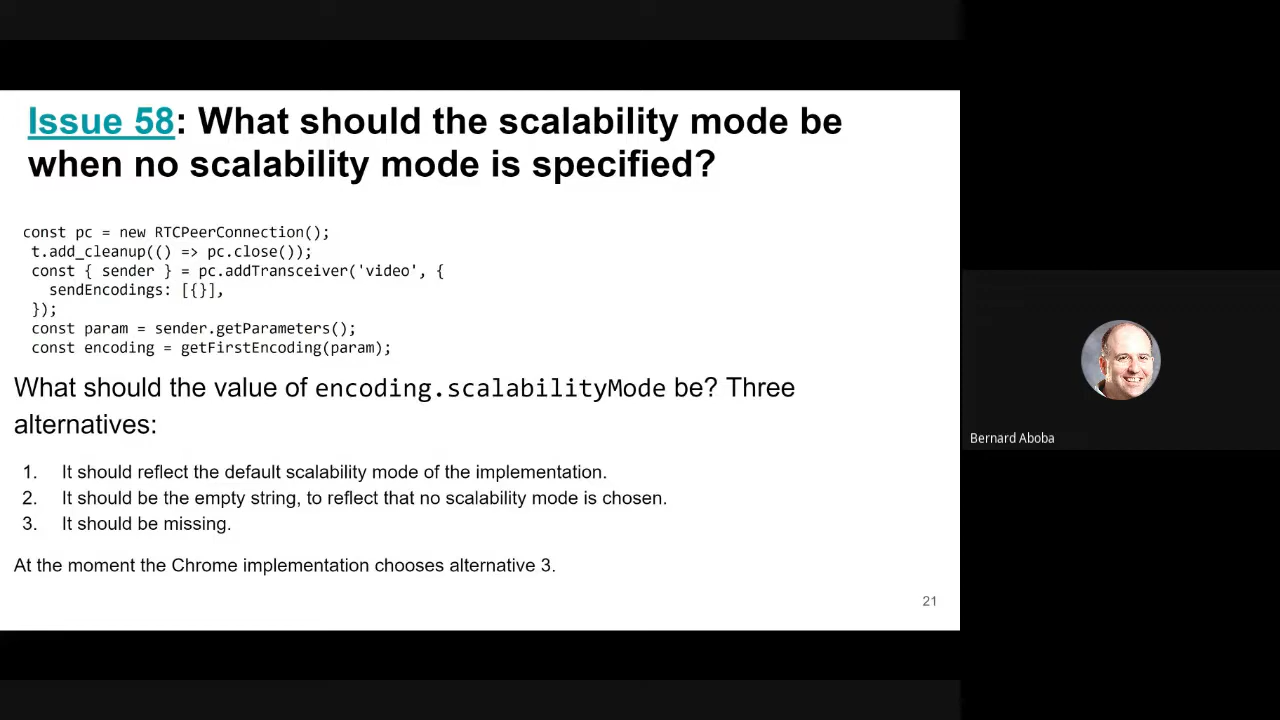 Issue 58: What should the scalability mode be
when no scalability mode is specified?
const pc = new RTCPeerConnection();
t.add_cleanup(() => pc.close());
const { sender } = pc.addTransceiver('video', {
sendEncodings: [{}],
});
const param = sender.getParameters();
const encoding = getFirstEncoding(param);
What should the value of encoding.scalabilityMode be? Three
alternatives:
1. It should reflect the default scalability mode of the implementation.
2. It should be the empty string, to reflect that no scalability mode is chosen.
3. It should be missing.
At the moment the Chrome implementation chooses alternative 3.
21
Bernard Aboba